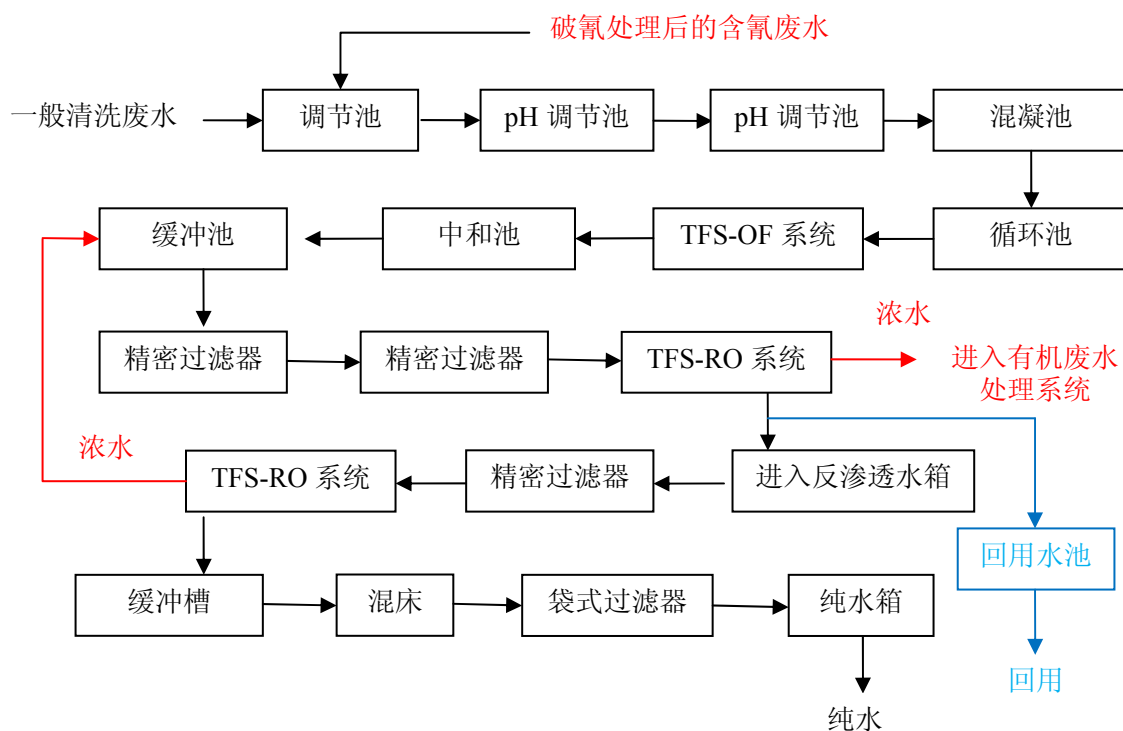 破氰处理后的含氰废水
一般清洗废水
调节池
pH 调节池
pH 调节池
混凝池
缓冲池
中和池
TFS-OF 系统
循环池
浓水
精密过滤器
精密过滤器
TFS-RO 系统
进入有机废水
处理系统
浓水
TFS-RO 系统
精密过滤器
进入反渗透水箱
回用水池
缓冲槽
混床
袋式过滤器
纯水箱
回用
纯水